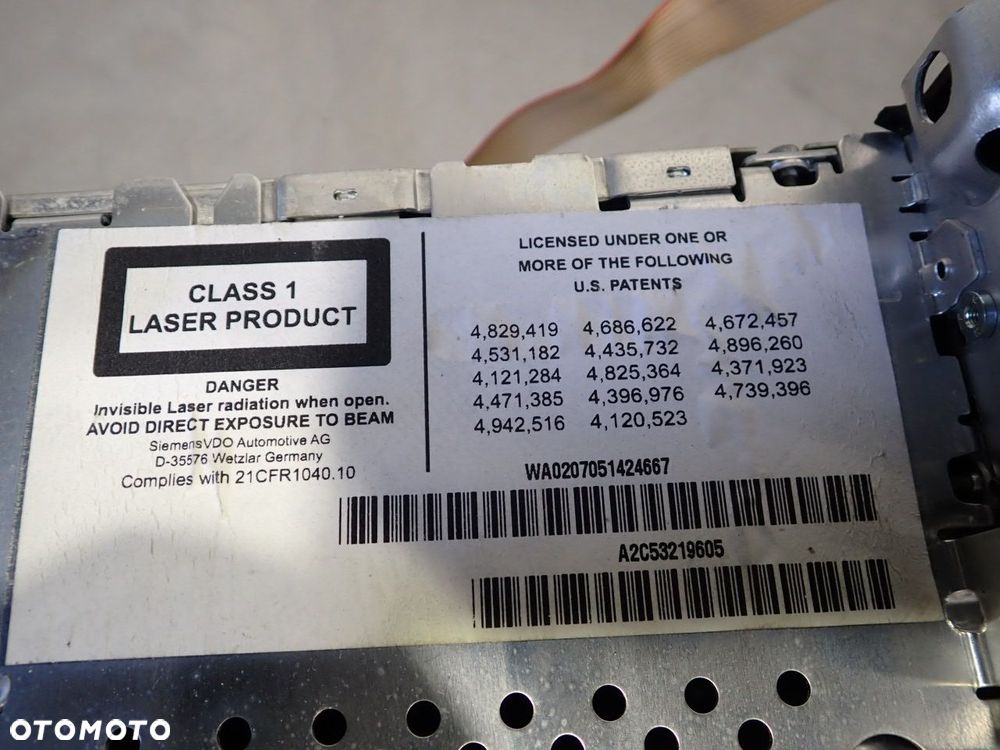 CLASS 1
LASER PRODUCT
DANGER
Invisible Laser radiation when open.
AVOID DIRECT EXPOSURE TO BEAM
SiemensVDO Automotive AG
D-35576 Wetzlar Germany
Complies with 21CFR1040.10
LICENSED UNDER ONE OR
MORE OF THE FOLLOWING
U.S. PATENTS
4,829,419 4,686,622 4,672,457
4,531,182 4,435,732 4,896,260
4,121,284 4,825,364 4,371,923
4,471,385 4,396,976 4,739,396
4,942,516 4,120,523
WA0207051424667
A2C53219605
OTOMOTO